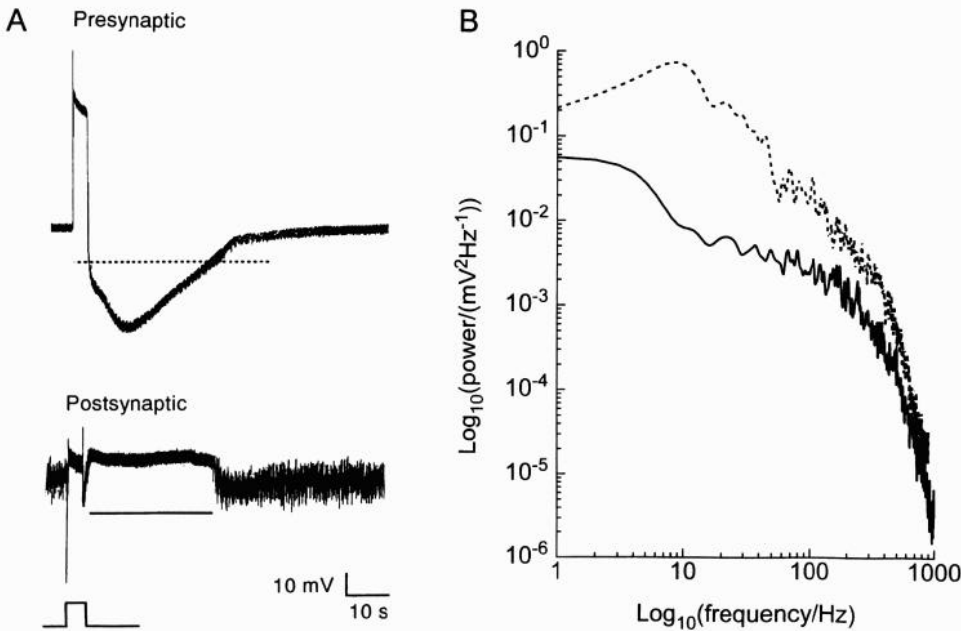 A
Presynaptic
Postsynaptic
10 mV
10 s
B
Log10(power/(mV²Hz⁻¹))
10⁰
10⁻¹
10⁻²
10⁻³
10⁻⁴
10⁻⁵
10⁻⁶
1
10
100
1000
Log10(frequency/Hz)